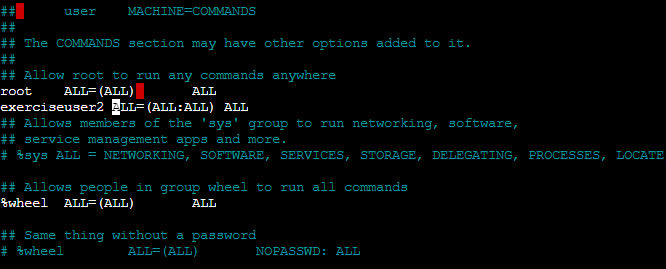 ##      user    MACHINE=COMMANDS
##
## The COMMANDS section may have other options added to it.
##
## Allow root to run any commands anywhere
root    ALL=(ALL)       ALL
exerciseuser2 ALL=(ALL:ALL) ALL
## Allows members of the 'sys' group to run networking, software,
## service management apps and more.
# %sys ALL = NETWORKING, SOFTWARE, SERVICES, STORAGE, DELEGATING, PROCESSES, LOCATE
## Allows people in group wheel to run all commands
%wheel  ALL=(ALL)       ALL
## Same thing without a password
# %wheel        ALL=(ALL)       NOPASSWD: ALL